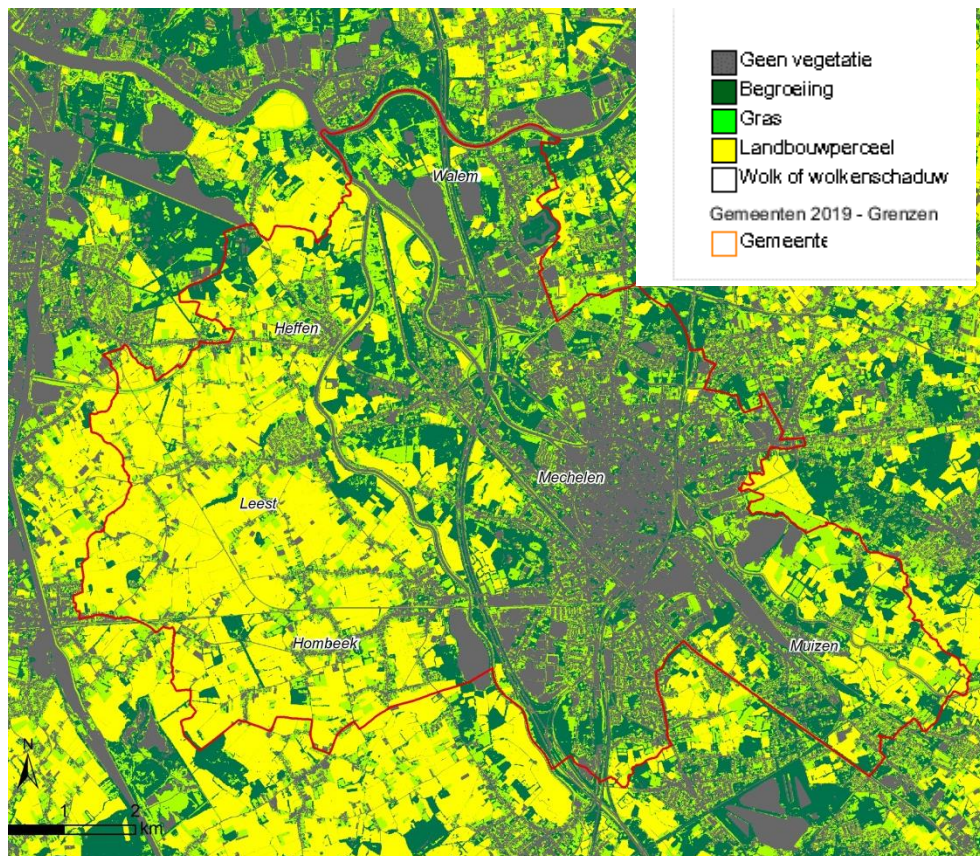 Geen vegetatie
Begroeiing
Gras
Landbouwperceel
Wolk of wolkenschaduw
Gemeenten 2019 - Grenzen
Gemeente
Walem
Heffen
Mechelen
Leest
Hombeek
Muizen
N
1 2
km